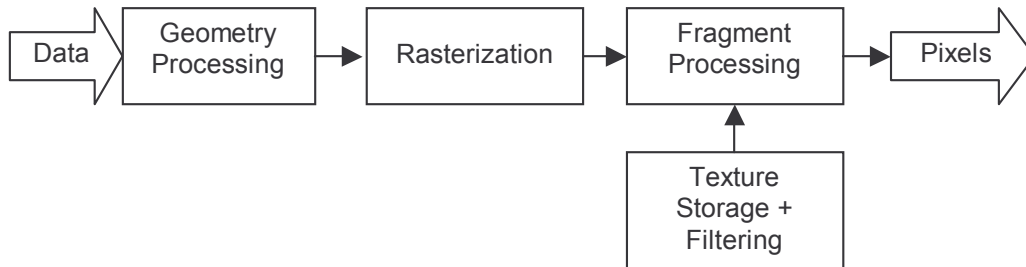 Data
Geometry
Processing
Rasterization
Fragment
Processing
Pixels
Texture
Storage +
Filtering